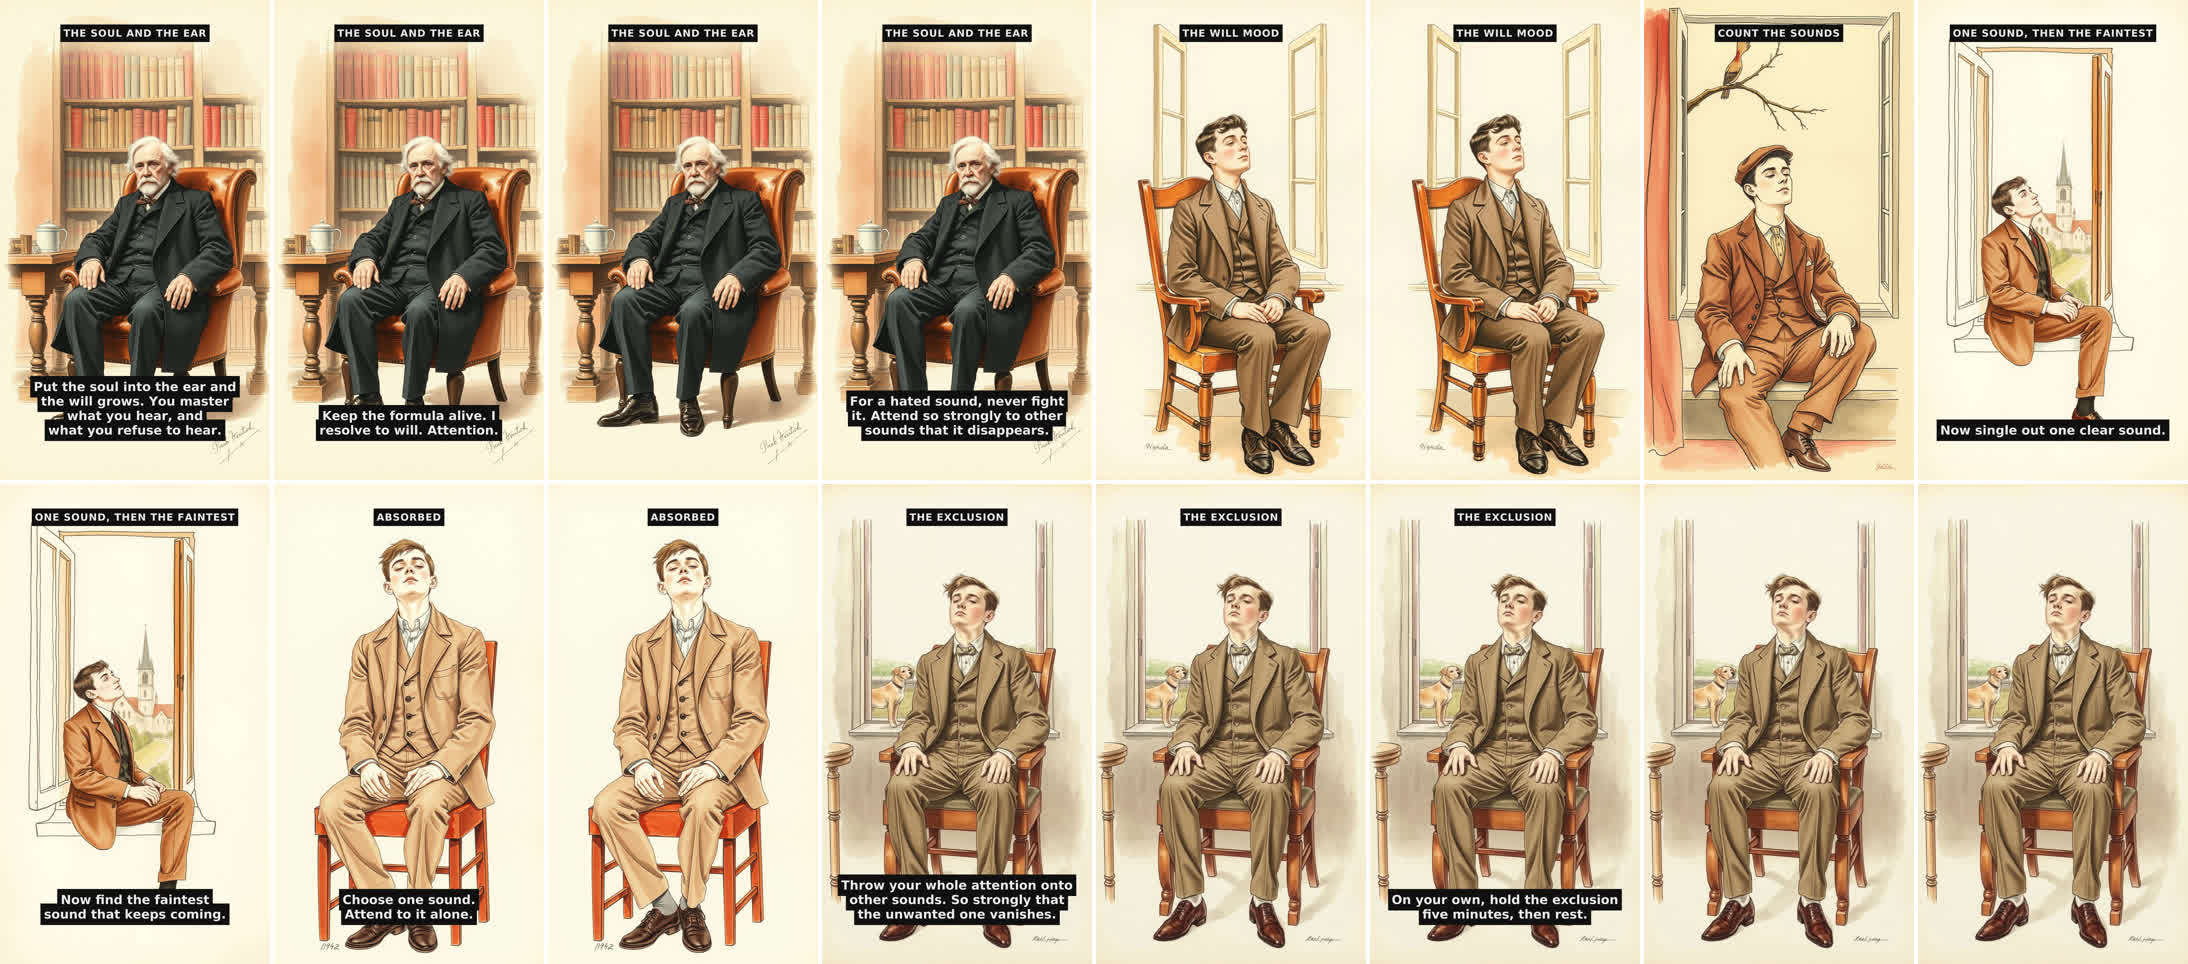 THE SOUL AND THE EAR
Put the soul into the ear and
the will grows. You master
what you hear, and
what you refuse to hear.
THE SOUL AND THE EAR
Keep the formula alive. I
resolve to will. Attention.
THE SOUL AND THE EAR
THE SOUL AND THE EAR
For a hated sound, never fight
it. Attend so strongly to other
sounds that it disappears.
THE WILL MOOD
THE WILL MOOD
COUNT THE SOUNDS
ONE SOUND, THEN THE FAINTEST
Now single out one clear sound.
ONE SOUND, THEN THE FAINTEST
Now find the faintest
sound that keeps coming.
ABSORBED
Choose one sound.
Attend to it alone.
1942
ABSORBED
1942
THE EXCLUSION
Throw your whole attention onto
other sounds. So strongly that
the unwanted one vanishes.
THE EXCLUSION
THE EXCLUSION
On your own, hold the exclusion
five minutes, then rest.